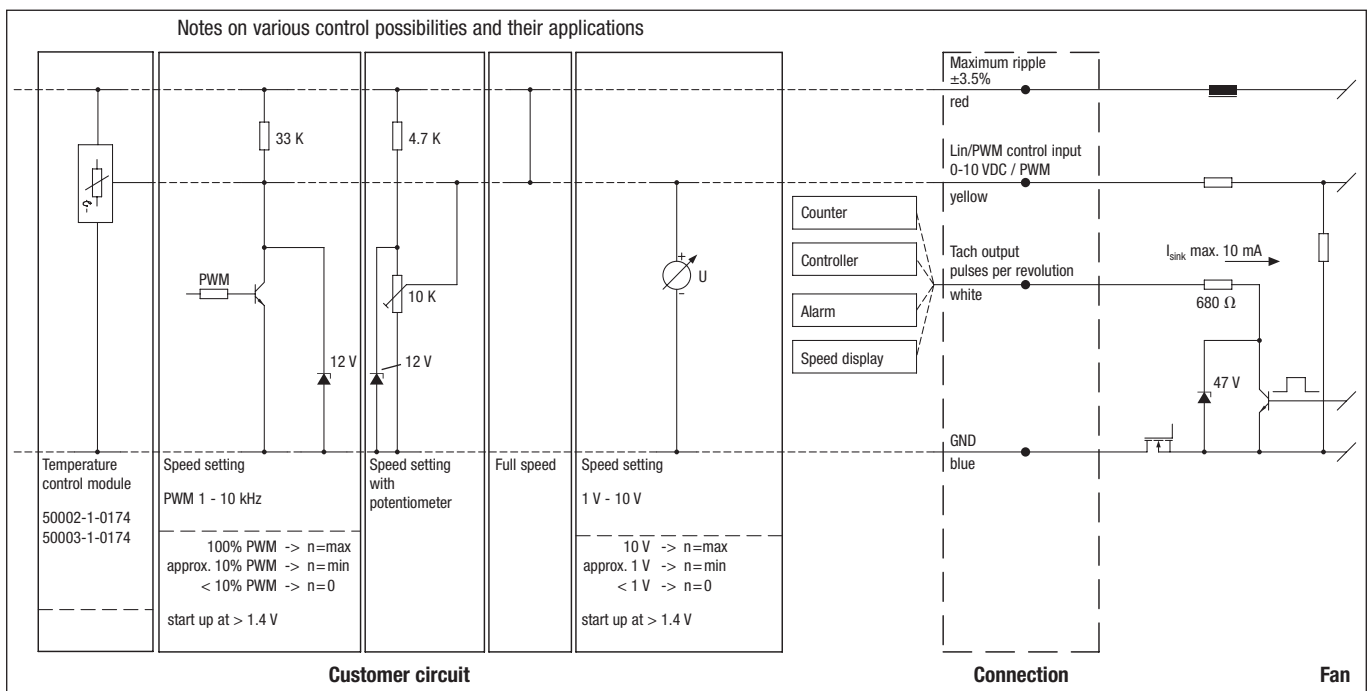 Notes on various control possibilities and their applications
33 K
4.7 K
Maximum ripple
±3.5%
red
Lin/PWM control input
0-10 VDC / PWM
yellow
Counter
Controller
Alarm
Speed display
Tach output
pulses per revolution
white
I_sink max. 10 mA
680 Ω
PWM
10 K
+
U
−
12 V
12 V
47 V
GND
blue
Temperature
control module
50002-1-0174
50003-1-0174
Speed setting
PWM 1 - 10 kHz
100% PWM -> n=max
approx. 10% PWM -> n=min
< 10% PWM -> n=0
start up at > 1.4 V
Speed setting
with
potentiometer
Full speed
Speed setting
1 V - 10 V
10 V -> n=max
approx. 1 V -> n=min
< 1 V -> n=0
start up at > 1.4 V
Customer circuit
Connection
Fan